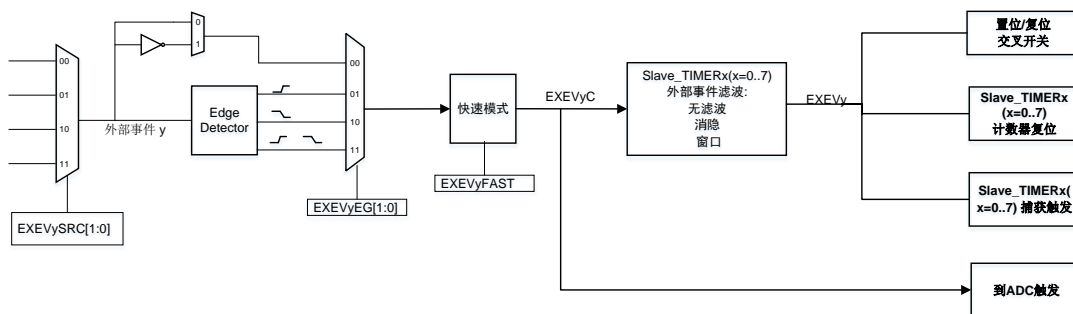 00
01
10
11
EXEVySRC[1:0]
外部事件 y
0
1
Edge
Detector
00
01
10
11
EXEVyEG[1:0]
快速模式
EXEVyFAST
EXEVyC
Slave_TIMERx(x=0..7)
外部事件滤波:
无滤波
消隐
窗口
EXEVy
置位/复位
交叉开关
Slave_TIMERx
(x=0..7)
计数器复位
Slave_TIMERx(
x=0..7) 捕获触发
到ADC触发